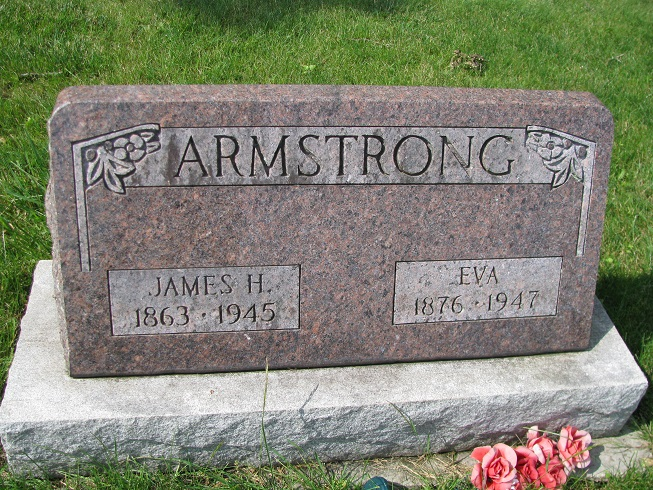 ARMSTRONG
JAMES H.
1863 · 1945
EVA
1876 · 1947